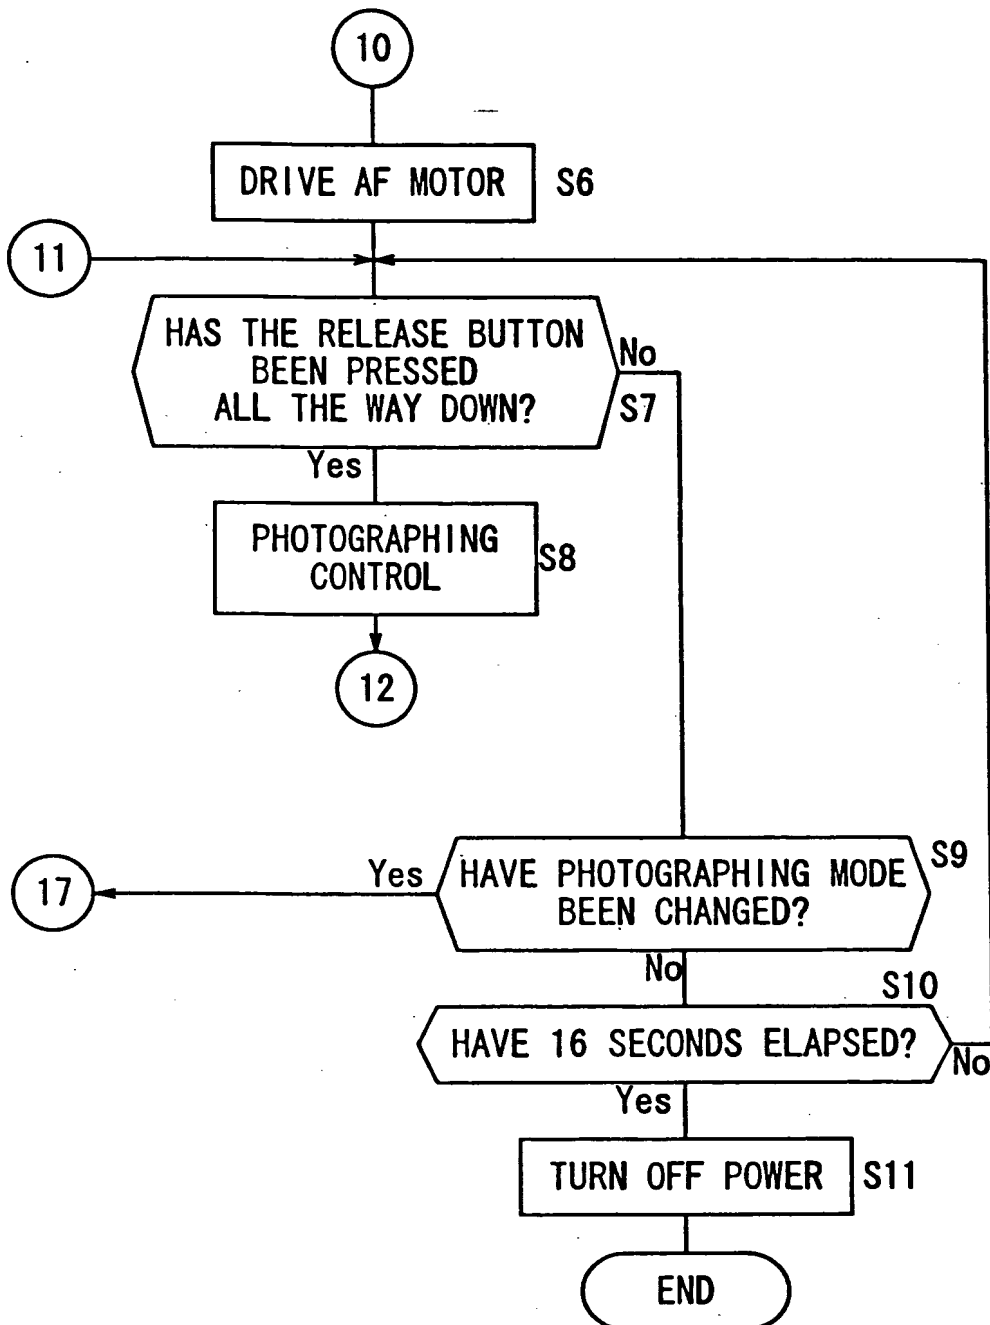 10
DRIVE AF MOTOR
S6
11
HAS THE RELEASE BUTTON
BEEN PRESSED
ALL THE WAY DOWN?
No
S7
Yes
PHOTOGRAPHING
CONTROL
S8
12
S9
HAVE PHOTOGRAPHING MODE
BEEN CHANGED?
Yes
17
No
S10
HAVE 16 SECONDS ELAPSED?
No
Yes
TURN OFF POWER
S11
END